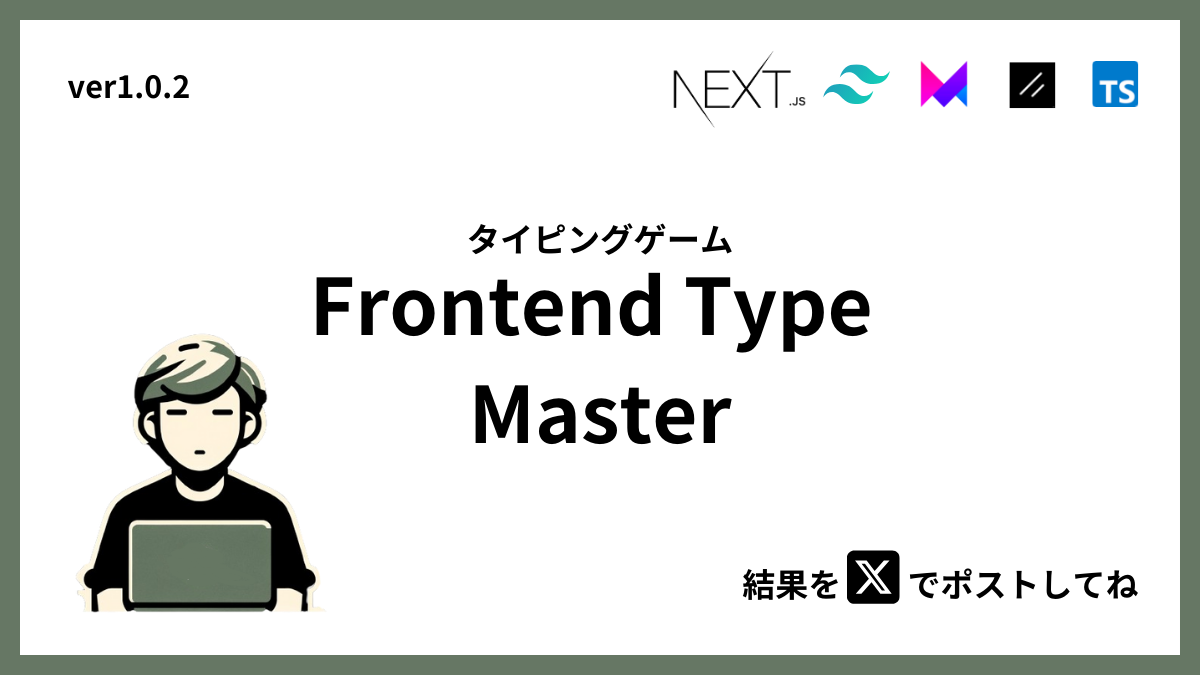 ver1.0.2
NEXT.JS
TS
タイピングゲーム
Frontend Type
Master
結果を X でポストしてね